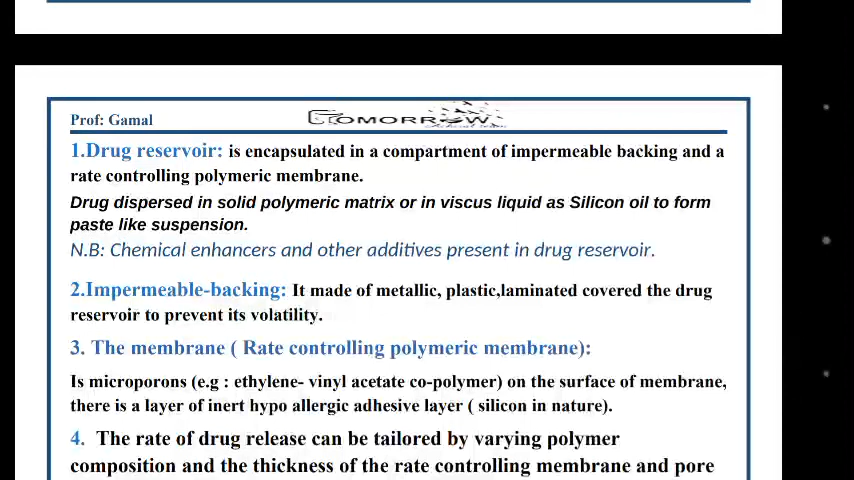 Prof: Gamal
TOMORROW
1.Drug reservoir: is encapsulated in a compartment of impermeable backing and a
rate controlling polymeric membrane.
Drug dispersed in solid polymeric matrix or in viscus liquid as Silicon oil to form
paste like suspension.
N.B: Chemical enhancers and other additives present in drug reservoir.
2.Impermeable-backing: It made of metallic, plastic,laminated covered the drug
reservoir to prevent its volatility.
3. The membrane ( Rate controlling polymeric membrane):
Is microporons (e.g : ethylene- vinyl acetate co-polymer) on the surface of membrane,
there is a layer of inert hypo allergic adhesive layer ( silicon in nature).
4. The rate of drug release can be tailored by varying polymer
composition and the thickness of the rate controlling membrane and pore